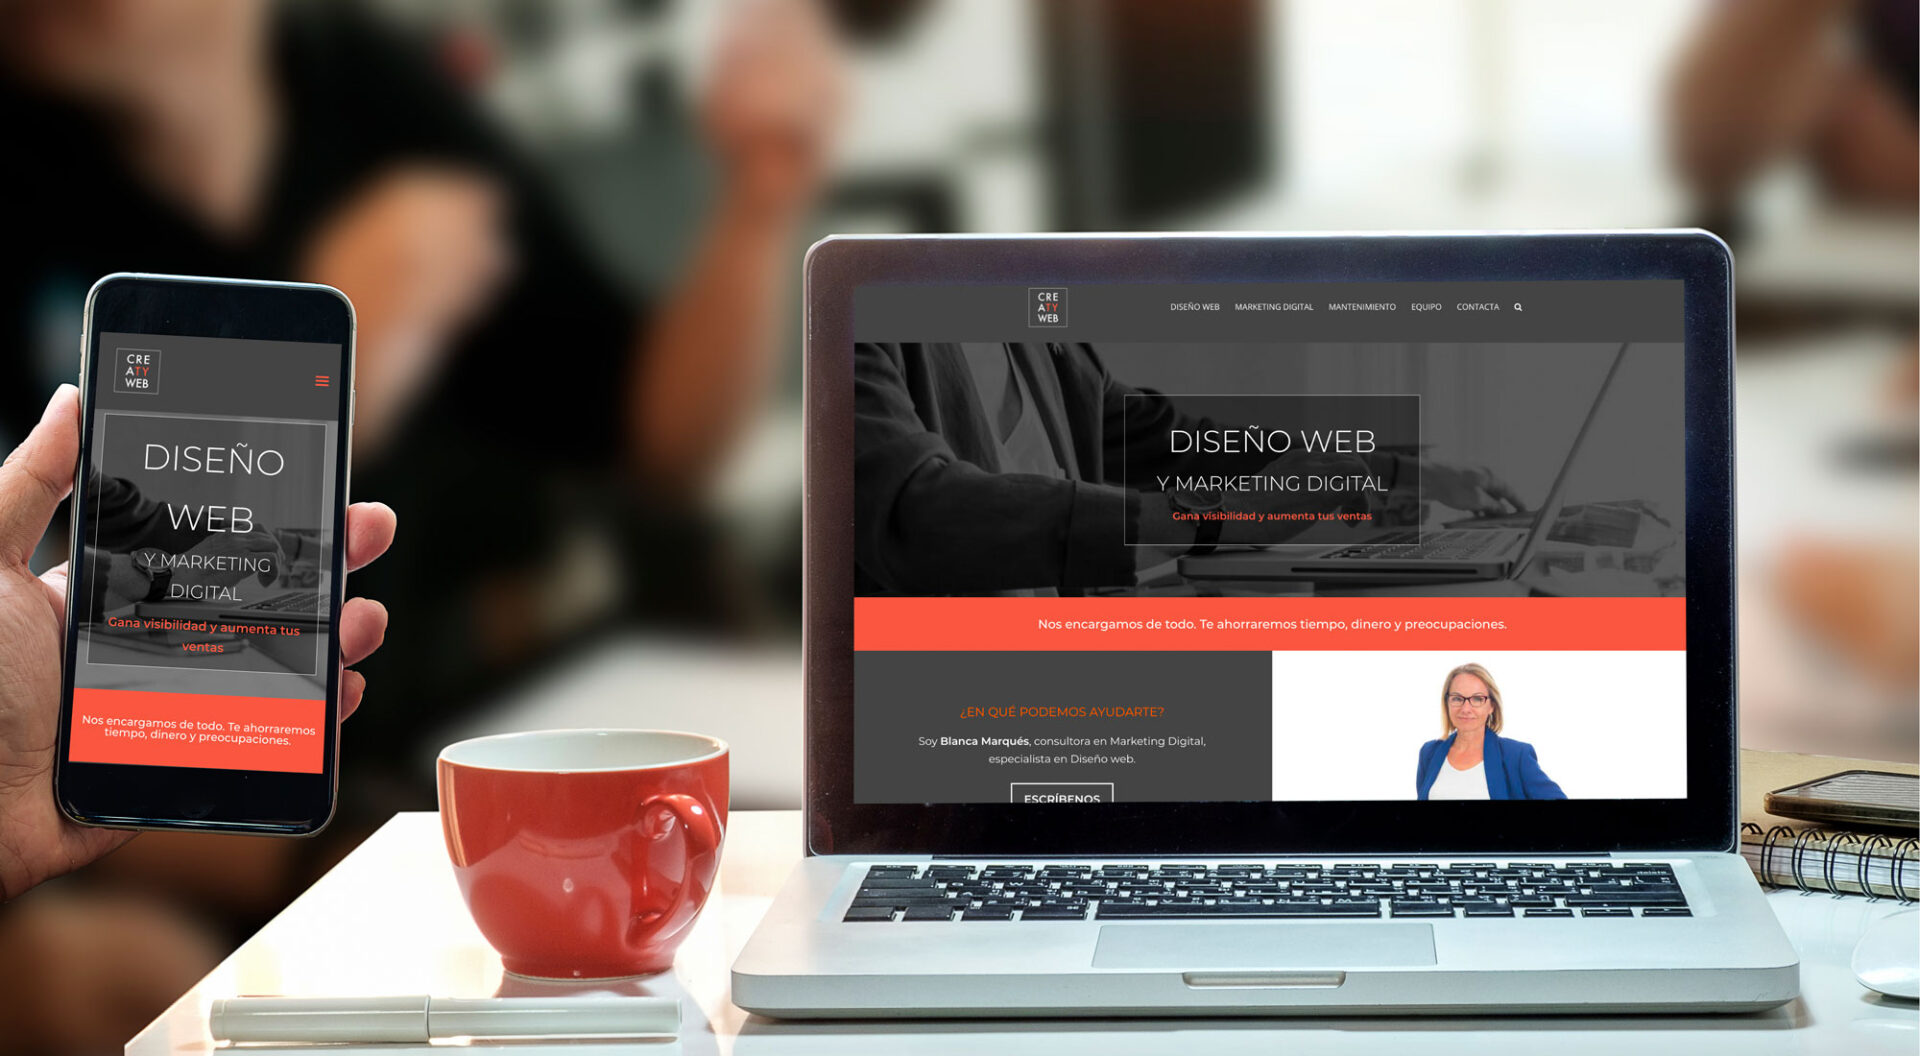 CRE
ATY
WEB
DISEÑO
WEB
Y MARKETING
DIGITAL
Gana visibilidad y aumenta tus
ventas
Nos encargamos de todo. Te ahorraremos
tiempo, dinero y preocupaciones.
CRE
ATY
WEB
DISEÑO WEB MARKETING DIGITAL MANTENIMIENTO EQUIPO CONTACTA
DISEÑO WEB
Y MARKETING DIGITAL
Gana visibilidad y aumenta tus ventas
Nos encargamos de todo. Te ahorraremos tiempo, dinero y preocupaciones.
¿EN QUÉ PODEMOS AYUDARTE?
Soy Blanca Marqués, consultora en Marketing Digital,
especialista en Diseño web.
ESCRÍBENOS